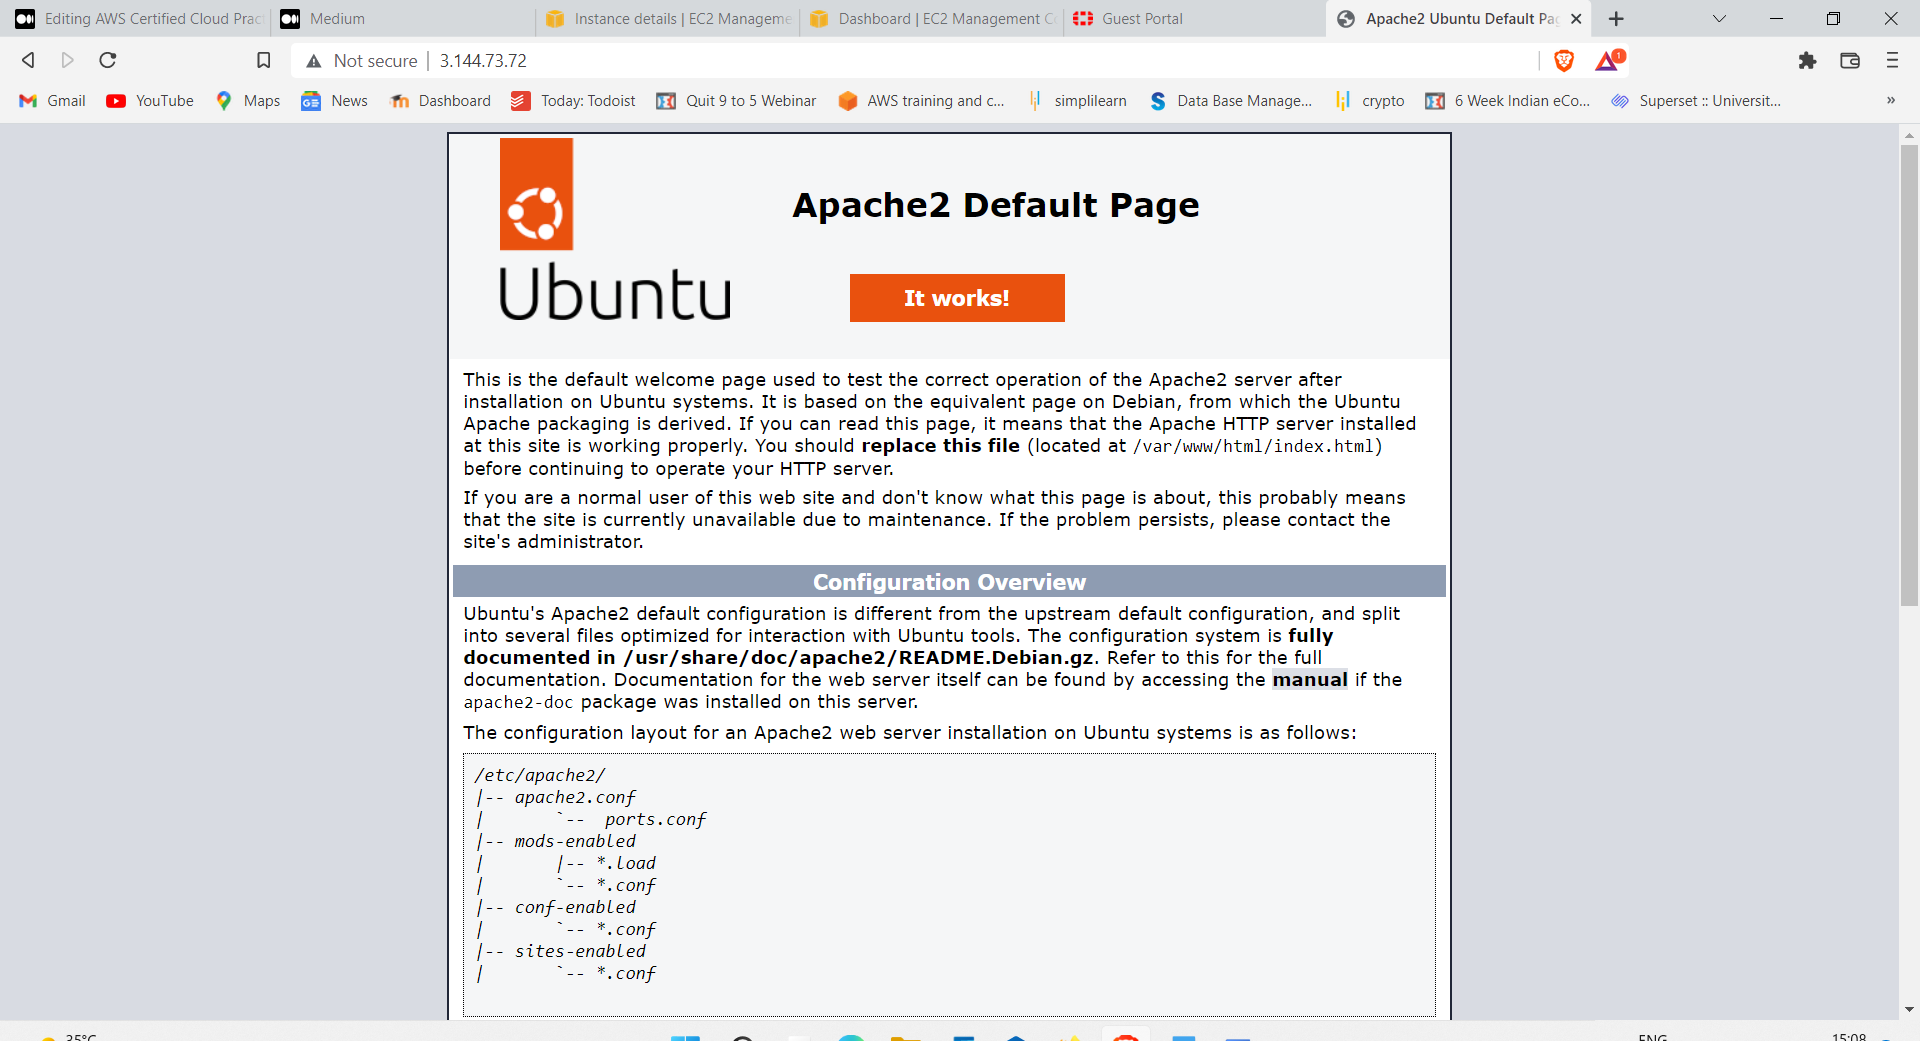 Editing AWS Certified Cloud Prac
Medium
Instance details | EC2 Manageme
Dashboard | EC2 Management Co
Guest Portal
Apache2 Ubuntu Default Pag
Not secure
3.144.73.72
1
Gmail
YouTube
Maps
News
Dashboard
Today: Todoist
Quit 9 to 5 Webinar
AWS training and c...
simplilearn
Data Base Manage...
crypto
6 Week Indian eCo...
Superset :: Universit...
»
Ubuntu
Apache2 Default Page
It works!
This is the default welcome page used to test the correct operation of the Apache2 server after
installation on Ubuntu systems. It is based on the equivalent page on Debian, from which the Ubuntu
Apache packaging is derived. If you can read this page, it means that the Apache HTTP server installed
at this site is working properly. You should replace this file (located at /var/www/html/index.html)
before continuing to operate your HTTP server.
If you are a normal user of this web site and don't know what this page is about, this probably means
that the site is currently unavailable due to maintenance. If the problem persists, please contact the
site's administrator.
Configuration Overview
Ubuntu's Apache2 default configuration is different from the upstream default configuration, and split
into several files optimized for interaction with Ubuntu tools. The configuration system is fully
documented in /usr/share/doc/apache2/README.Debian.gz. Refer to this for the full
documentation. Documentation for the web server itself can be found by accessing the manual if the
apache2-doc package was installed on this server.
The configuration layout for an Apache2 web server installation on Ubuntu systems is as follows:
/etc/apache2/
|-- apache2.conf
|       `--  ports.conf
|-- mods-enabled
|       |-- *.load
|       `-- *.conf
|-- conf-enabled
|       `-- *.conf
|-- sites-enabled
|       `-- *.conf
35°C
ENG
15:08